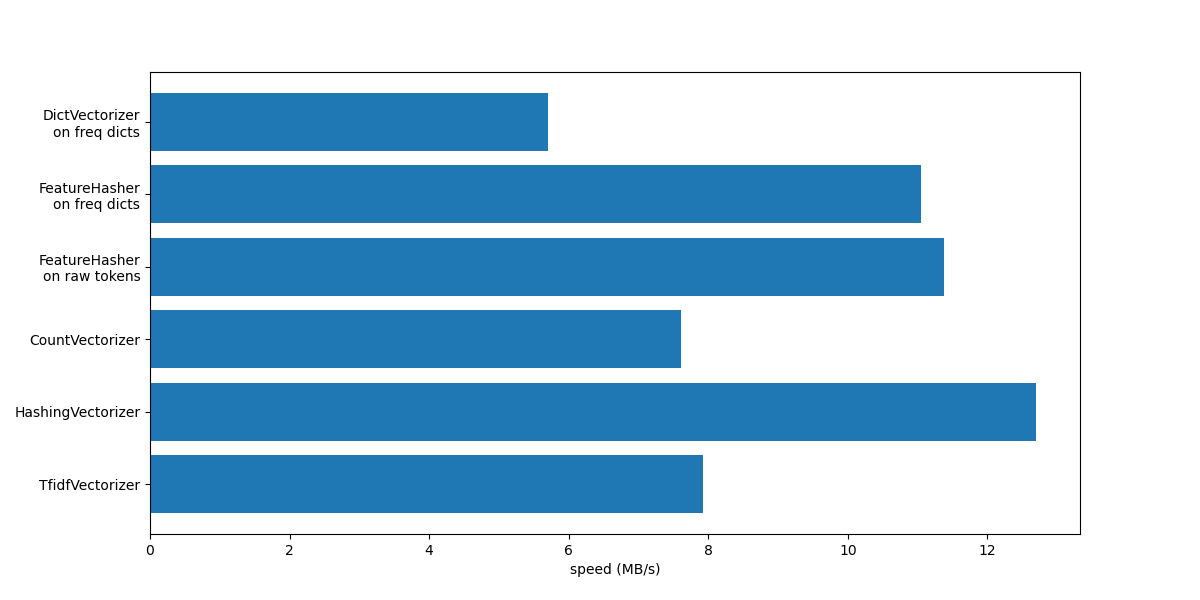 DictVectorizer
on freq dicts
FeatureHasher
on freq dicts
FeatureHasher
on raw tokens
CountVectorizer
HashingVectorizer
TfidfVectorizer
0 2 4 6 8 10 12
speed (MB/s)